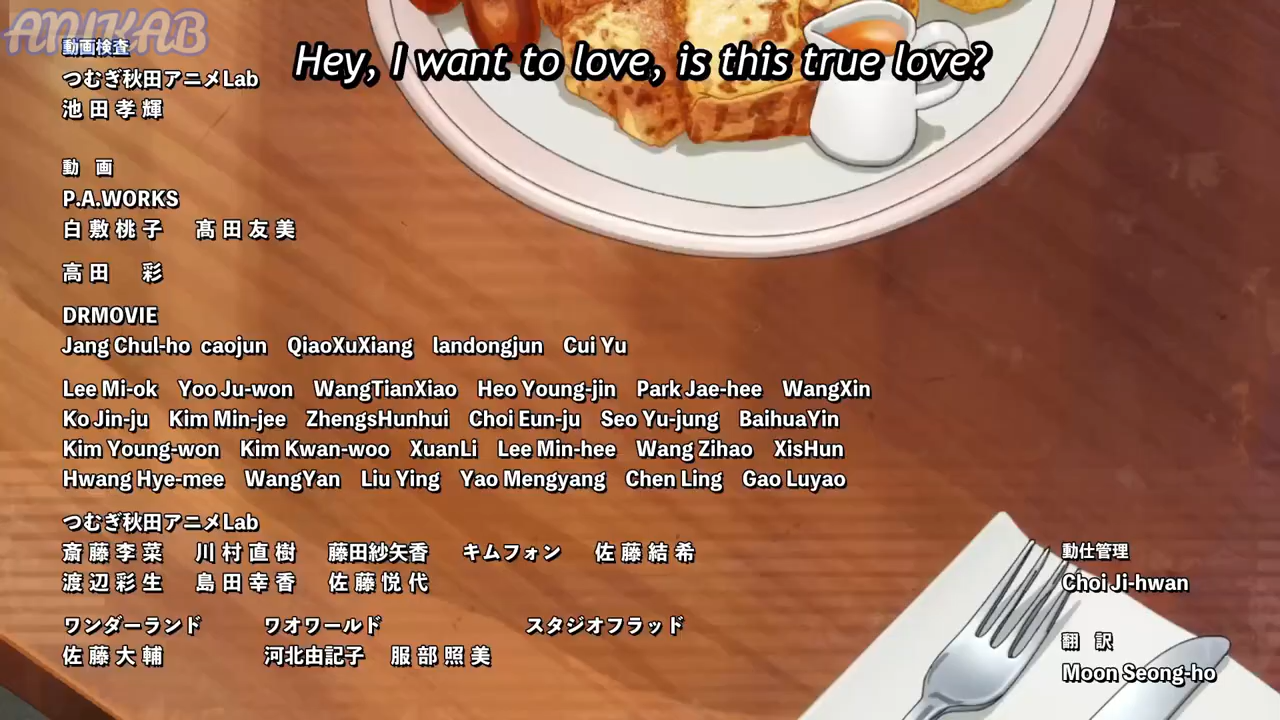 ANIKAB
動画検査
Hey, I want to love, is this true love?
つむぎ秋田アニメLab
池田孝輝
動 画
P.A.WORKS
白敷桃子 髙田友美
高田 彩
DRMOVIE
Jang Chul-ho caojun QiaoXuXiang landongjun Cui Yu
Lee Mi-ok Yoo Ju-won WangTianXiao Heo Young-jin Park Jae-hee WangXin
Ko Jin-ju Kim Min-jee ZhengsHunhui Choi Eun-ju Seo Yu-jung BaihuaYin
Kim Young-won Kim Kwan-woo XuanLi Lee Min-hee Wang Zihao XisHun
Hwang Hye-mee WangYan Liu Ying Yao Mengyang Chen Ling Gao Luyao
つむぎ秋田アニメLab
斎藤李菜 川村直樹 藤田紗矢香 キムフォン 佐藤結希
渡辺彩生 島田幸香 佐藤悦代
ワンダーランド ワオワールド スタジオフラッド
佐藤大輔 河北由記子 服部照美
動仕管理
Choi Ji-hwan
翻 訳
Moon Seong-ho